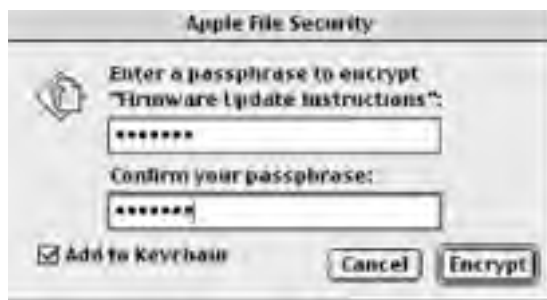 Apple File Security
Enter a passphrase to encrypt
"Firmware Update Instructions":
•••••••
Confirm your passphrase:
•••••••
Add to Keychain
Cancel
Encrypt